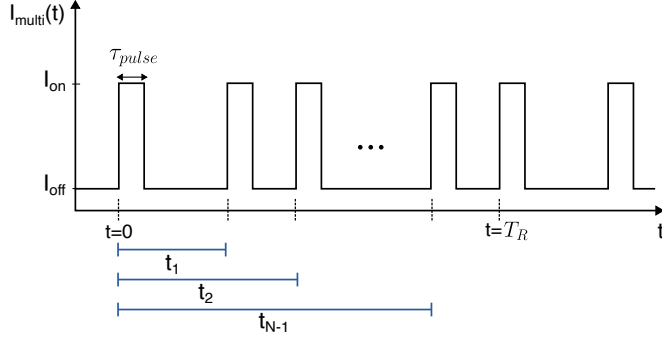 I_multi(t)
τ_pulse
I_on
...
I_off
t=0 t=T_R t
t_1
t_2
t_N-1